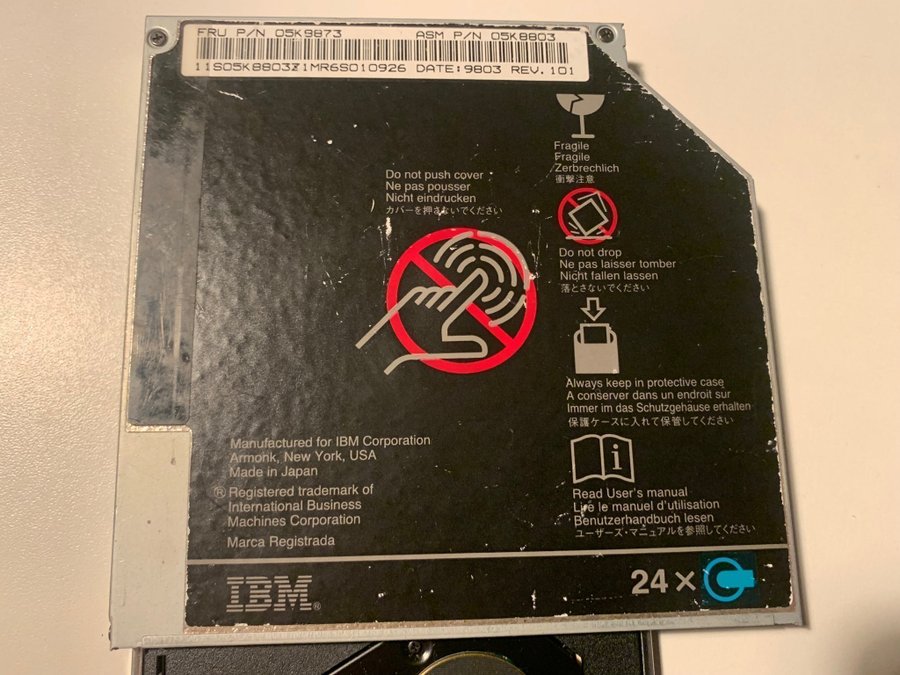 FRU P/N 05K9873 ASM P/N 05K8803
11S05K8803Z1MR6S010926 DATE:9803 REV.101
Fragile
Fragile
Zerbrechlich
衝撃注意
Do not push cover
Ne pas pousser
Nicht eindrucken
カバーを押さないでください
Do not drop
Ne pas laisser tomber
Nicht fallen lassen
落とさないでください
Always keep in protective case
A conserver dans un endroit sur
Immer im das Schutzgehause erhalten
保護ケースに入れて保管してください
Manufactured for IBM Corporation
Armonk, New York, USA
Made in Japan
® Registered trademark of
International Business
Machines Corporation
Marca Registrada
Read User's manual
Lire le manuel d'utilisation
Benutzerhandbuch lesen
ユーザーズ・マニュアルを参照してください
IBM®
24×